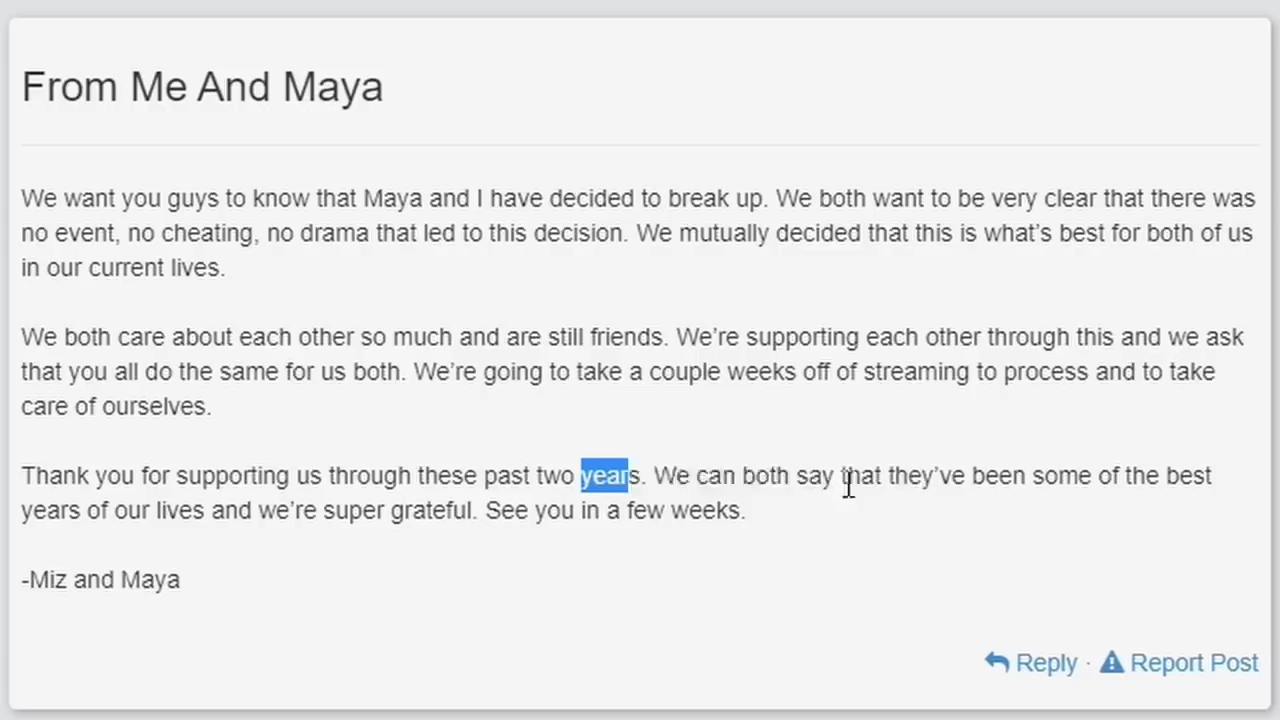 From Me And Maya
We want you guys to know that Maya and I have decided to break up. We both want to be very clear that there was
no event, no cheating, no drama that led to this decision. We mutually decided that this is what’s best for both of us
in our current lives.
We both care about each other so much and are still friends. We’re supporting each other through this and we ask
that you all do the same for us both. We’re going to take a couple weeks off of streaming to process and to take
care of ourselves.
Thank you for supporting us through these past two years. We can both say that they’ve been some of the best
years of our lives and we’re super grateful. See you in a few weeks.
-Miz and Maya
Reply · Report Post